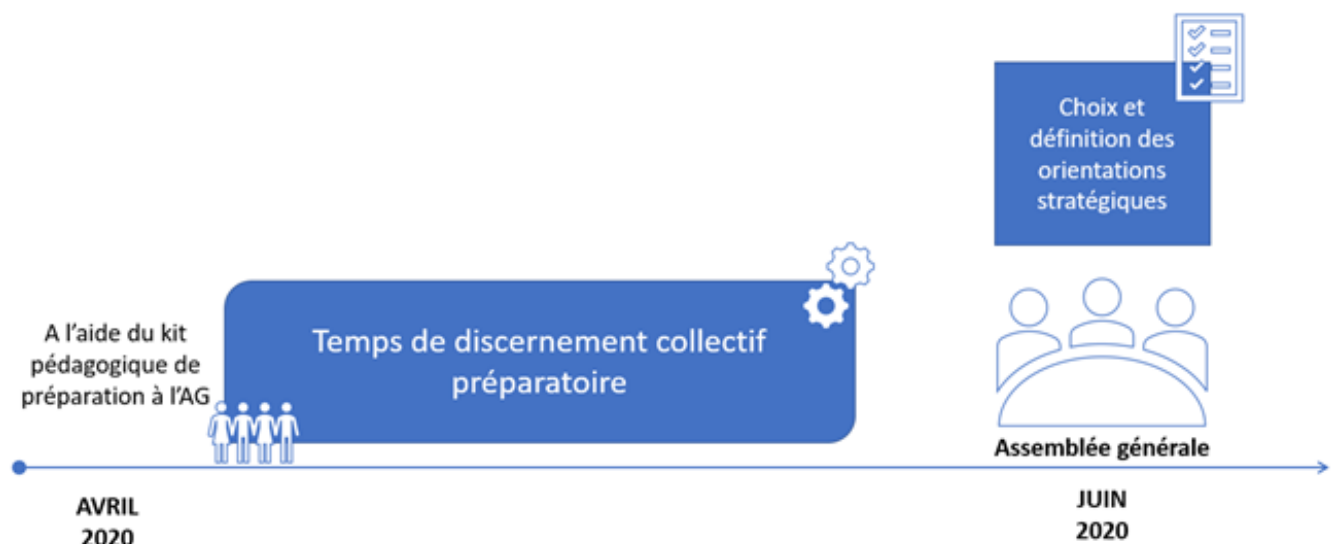 Choix et
définition des
orientations
stratégiques
A l’aide du kit
pédagogique de
préparation à l’AG
Temps de discernement collectif
préparatoire
Assemblée générale
AVRIL
2020
JUIN
2020